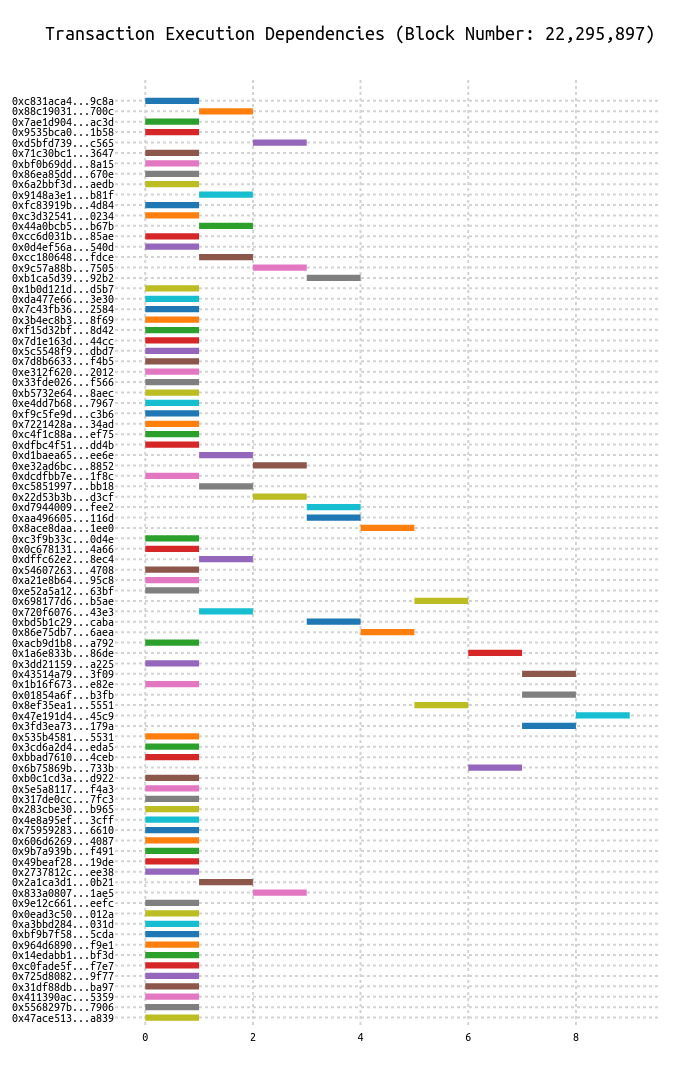 Transaction Execution Dependencies (Block Number: 22,295,897)
0xc831aca4...9c8a
0x88c19031...700c
0x7ae1d904...ac3d
0x9535bca0...1b58
0xd5bfd739...c565
0x71c30bc1...3647
0xbf0b69dd...8a15
0x86ea85dd...670e
0x6a2bbf3d...aedb
0x9148a3e1...b81f
0xfc83919b...4d84
0xc3d32541...0234
0x44a0bcb5...b67b
0xcc6d031b...85ae
0x0d4ef56a...540d
0xcc180648...fdce
0x9c57a88b...7505
0xb1ca5d39...92b2
0x1b0d121d...d5b7
0xda477e66...3e30
0x7c43fb36...2584
0x3b4ec8b3...8f69
0xf15d32bf...8d42
0x7d1e163d...44cc
0x5c5548f9...dbd7
0x7d8b6633...f4b5
0xe312f620...2012
0x33fde026...f566
0xb5732e64...8aec
0xe4dd7b68...7967
0xf9c5fe9d...c3b6
0x7221428a...34ad
0xc4f1c88a...ef75
0xdfbc4f51...dd4b
0xd1baea65...ee6e
0xe32ad6bc...8852
0xdcdfbb7e...1f8c
0xc5851997...bb18
0x22d53b3b...d3cf
0xd7944009...fee2
0xaa496605...116d
0x8ace8daa...1ee0
0xc3f9b33c...0d4e
0x0c678131...4a66
0xdffc62e2...8ec4
0x54607263...4708
0xa21e8b64...95c8
0xe52a5a12...63bf
0x698177d6...b5ae
0x720f6076...43e3
0xbd5b1c29...caba
0x86e75db7...6aea
0xacb9d1b8...a792
0x1a6e833b...86de
0x3dd21159...a225
0x43514a79...3f09
0x1b16f673...e82e
0x01854a6f...b3fb
0x8ef35ea1...5551
0x47e191d4...45c9
0x3fd3ea73...179a
0x535b4581...5531
0x3cd6a2d4...eda5
0xbbad7610...4ceb
0x6b75869b...733b
0xb0c1cd3a...d922
0x5e5a8117...f4a3
0x317de0cc...7fc3
0x283cbe30...b965
0x4e8a95ef...3cff
0x75959283...6610
0x606d6269...4087
0x9b7a939b...f491
0x49beaf28...19de
0x2737812c...ee38
0x2a1ca3d1...0b21
0x833a0807...1ae5
0x9e12c661...eefc
0x0ead3c50...012a
0xa3bbd284...031d
0xbf9b7f58...5cda
0x964d6890...f9e1
0x14edabb1...bf3d
0xc0fade5f...f7e7
0x725d8082...9f77
0x31df88db...ba97
0x411390ac...5359
0x5568297b...7906
0x47ace513...a839
0 2 4 6 8